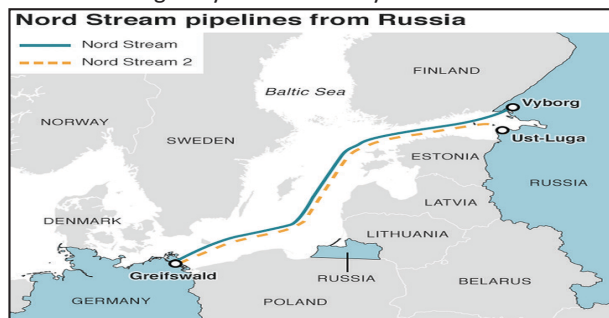 Nord Stream pipelines from Russia
Nord Stream
Nord Stream 2
FINLAND
Baltic Sea
Vyborg
NORWAY
SWEDEN
Ust-Luga
ESTONIA
RUSSIA
LATVIA
DENMARK
LITHUANIA
Greifswald
RUSSIA
BELARUS
GERMANY
POLAND